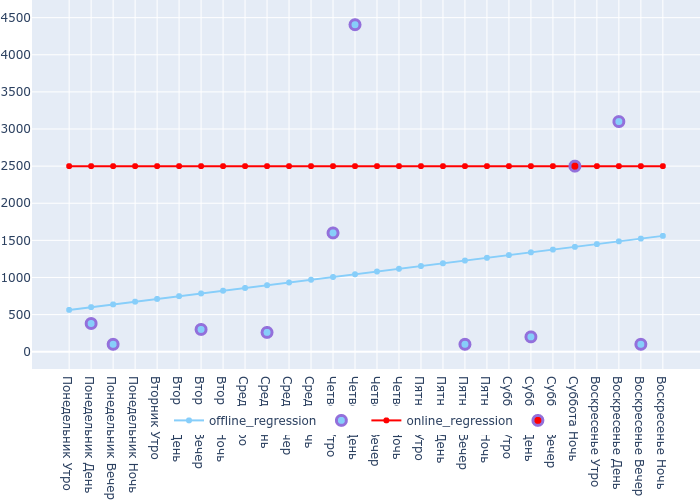 4500
4000
3500
3000
2500
2000
1500
1000
500
0
Понедельник Утро
Понедельник День
Понедельник Вечер
Понедельник Ночь
Вторник Утро
Втор День
Втор
Втор
Сред
Сред
Сред
Сред
Четв
Четв
Четв
Четв
Пятн
Пятн День
Пятн
Пятн
Субб
Субб
Субб
Суббота Ночь
Воскресенье Утро
Воскресенье День
Воскресенье Вечер
Воскресенье Ночь
offline_regression
online_regression